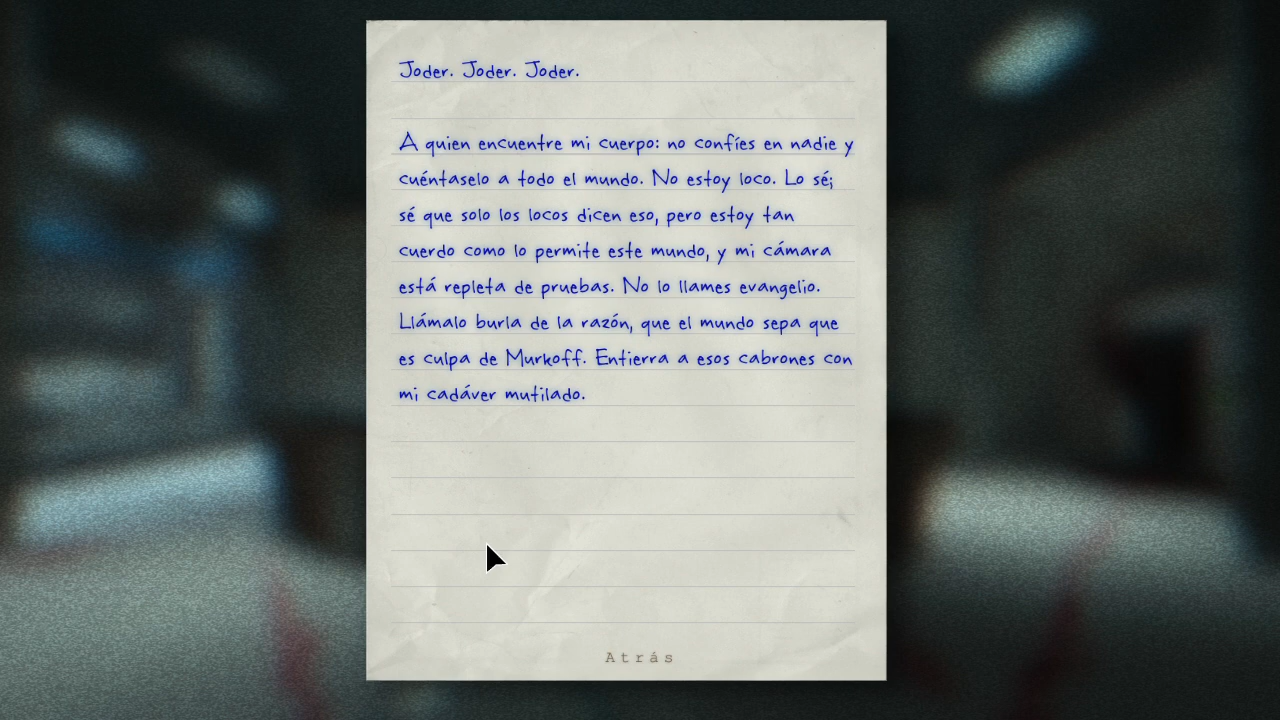 Joder. Joder. Joder.
A quien encuentre mi cuerpo: no confíes en nadie y
cuéntaselo a todo el mundo. No estoy loco. Lo sé;
sé que solo los locos dicen eso, pero estoy tan
cuerdo como lo permite este mundo, y mi cámara
está repleta de pruebas. No lo llames evangelio.
Llámalo burla de la razón, que el mundo sepa que
es culpa de Murkoff. Entierra a esos cabrones con
mi cadáver mutilado.
Atrás